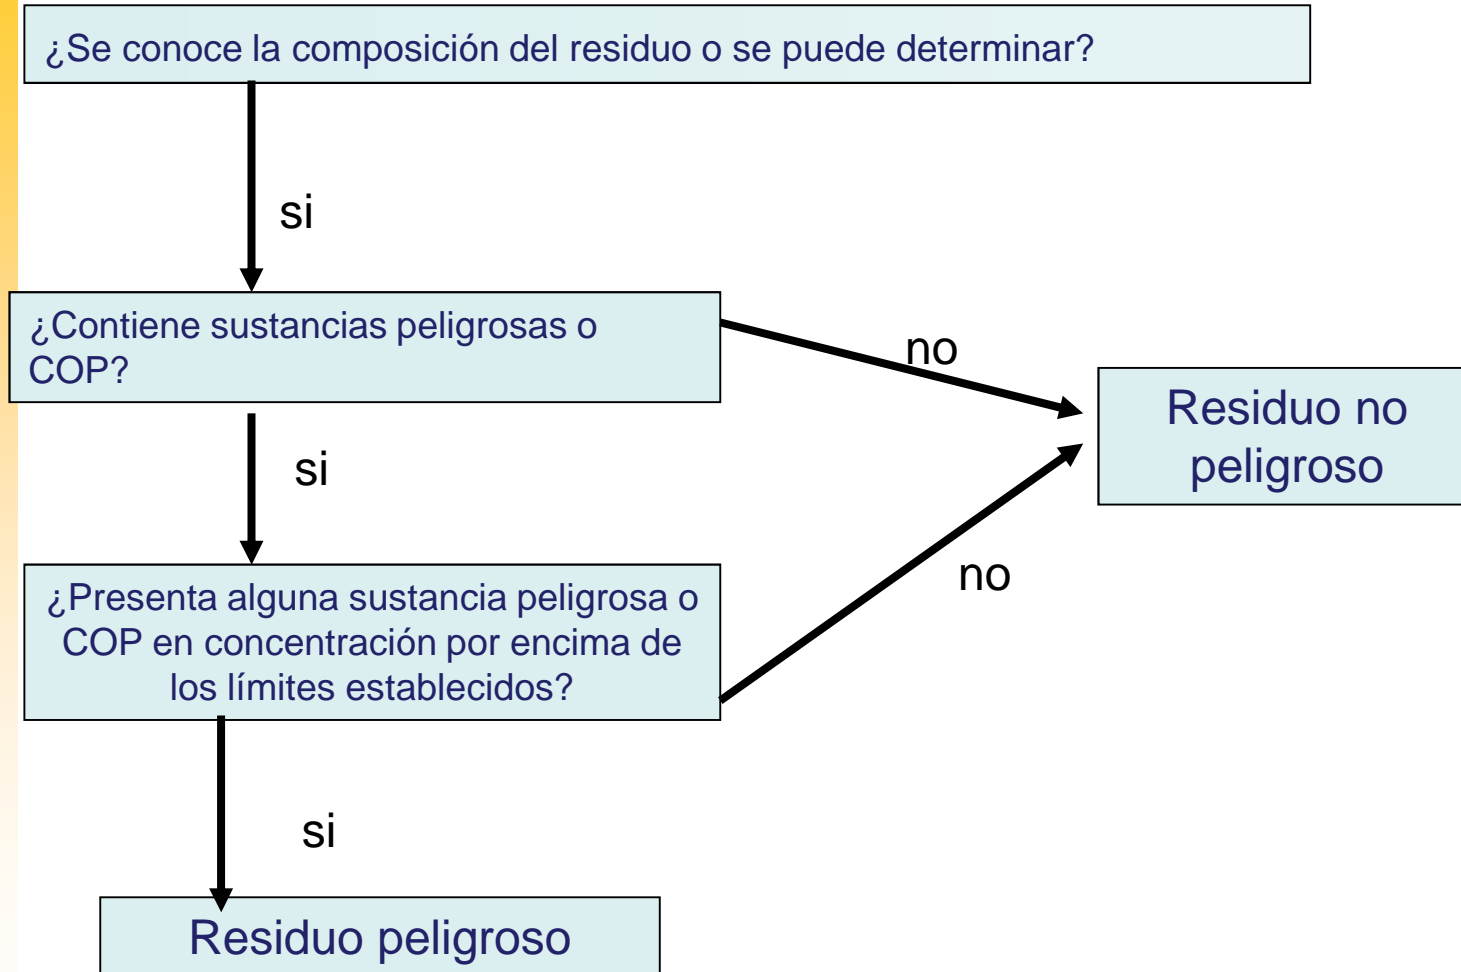 ¿Se conoce la composición del residuo o se puede determinar?
si
¿Contiene sustancias peligrosas o
COP?
no
Residuo no
peligroso
si
¿Presenta alguna sustancia peligrosa o
COP en concentración por encima de
los límites establecidos?
no
si
Residuo peligroso